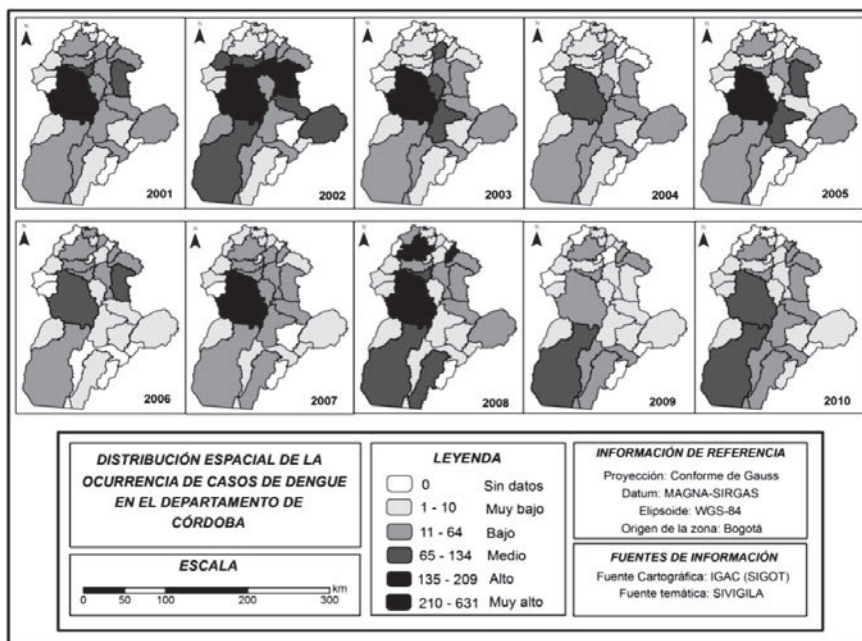 N
N
N
N
N
2001
2002
2003
2004
2005
N
N
N
N
N
2006
2007
2008
2009
2010
DISTRIBUCIÓN ESPACIAL DE LA
OCURRENCIA DE CASOS DE DENGUE
EN EL DEPARTAMENTO DE
CÓRDOBA
ESCALA
km
0 50 100 200 300
LEYENDA
0 Sin datos
1 - 10 Muy bajo
11 - 64 Bajo
65 - 134 Medio
135 - 209 Alto
210 - 631 Muy alto
INFORMACIÓN DE REFERENCIA
Proyección: Conforme de Gauss
Datum: MAGNA-SIRGAS
Elipsoide: WGS-84
Origen de la zona: Bogotá
FUENTES DE INFORMACIÓN
Fuente Cartográfica: IGAC (SIGOT)
Fuente temática: SIVIGILA